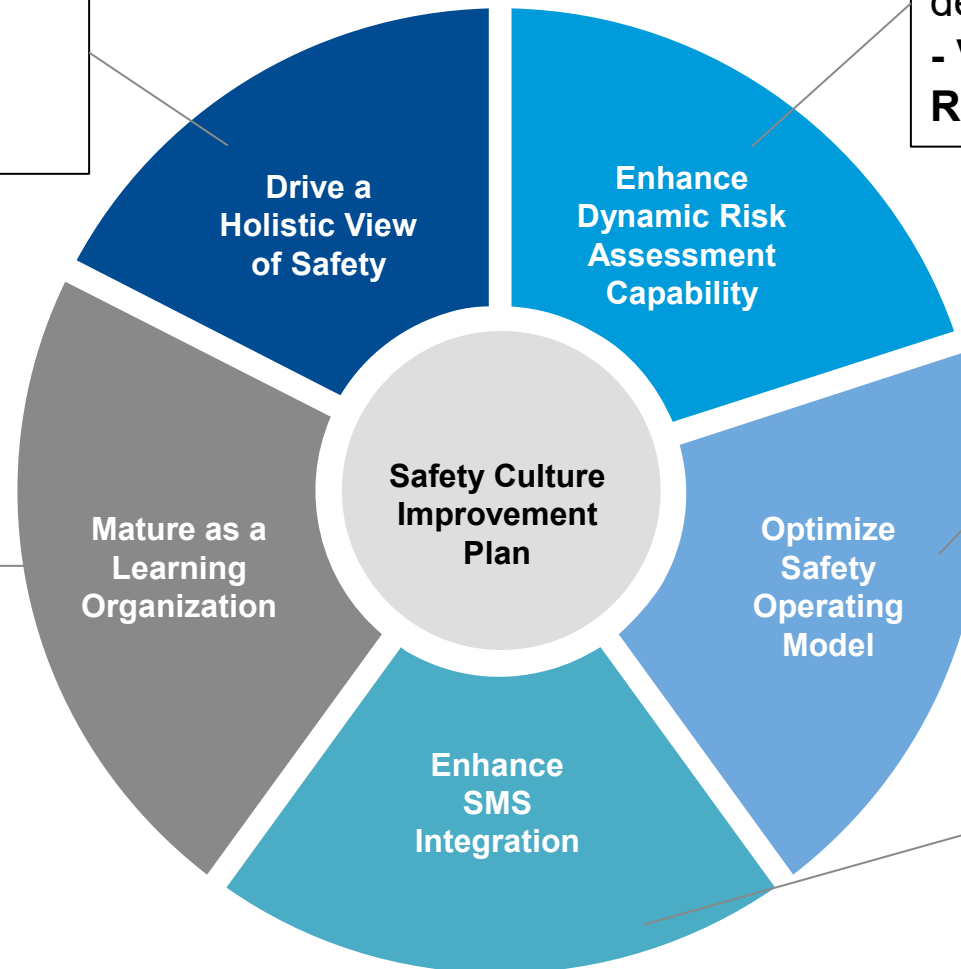 Drive a
Holistic View
of Safety
Enhance
Dynamic Risk
Assessment
Capability
Safety Culture
Improvement
Plan
Mature as a
Learning
Organization
Optimize
Safety
Operating
Model
Enhance
SMS
Integration